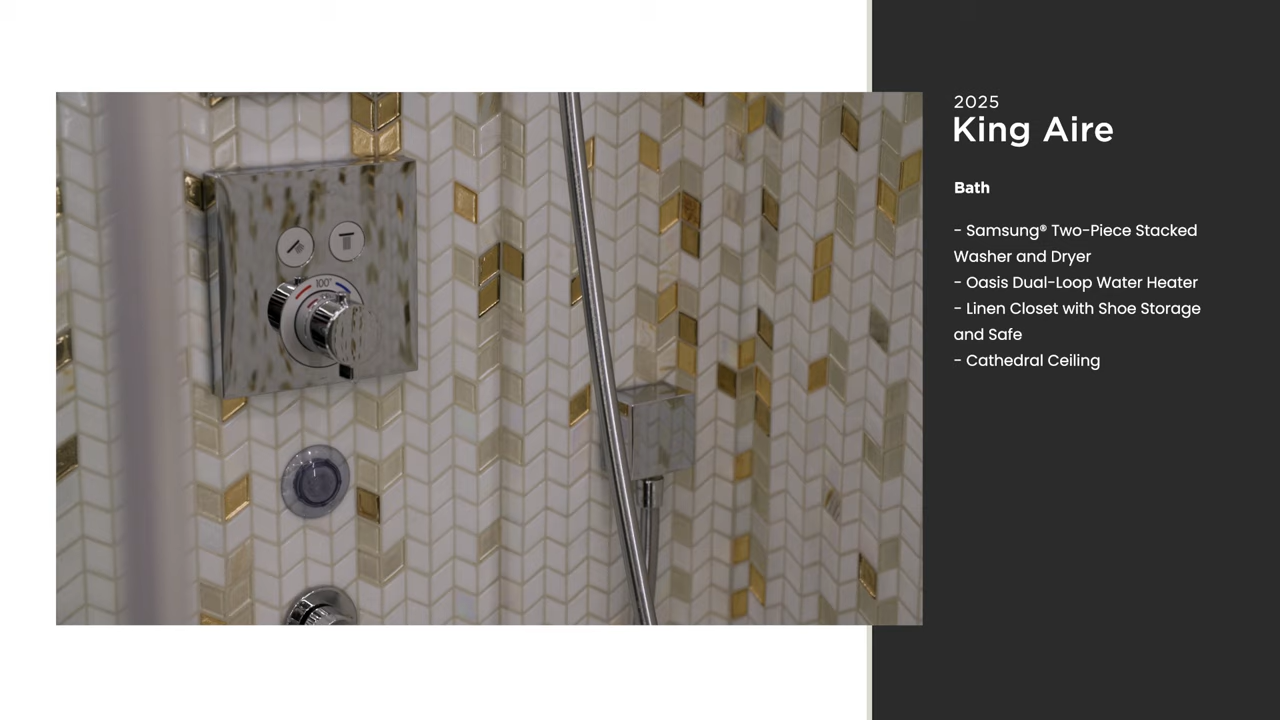 2025
King Aire
Bath
- Samsung® Two-Piece Stacked
Washer and Dryer
- Oasis Dual-Loop Water Heater
- Linen Closet with Shoe Storage
and Safe
- Cathedral Ceiling
100°